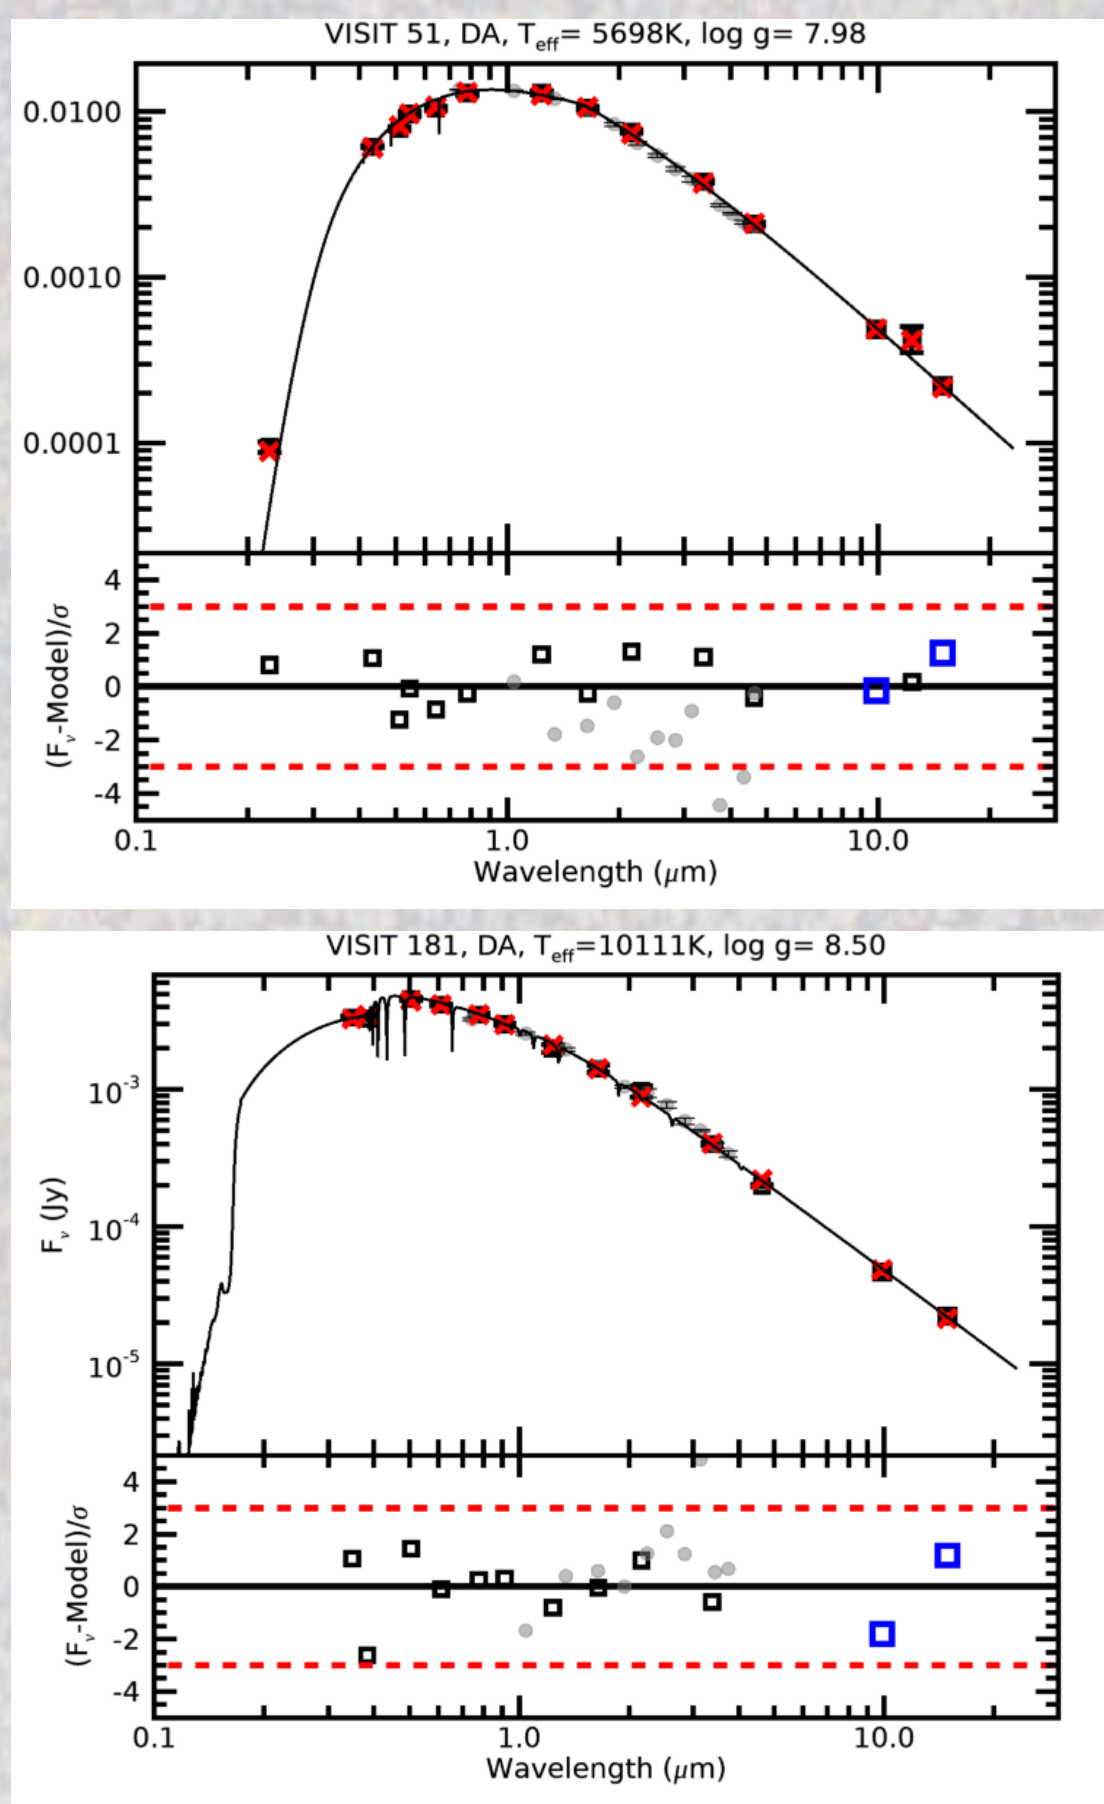 VISIT 51, DA, Teff= 5698K, log g= 7.98
0.0100
0.0010
0.0001
4
2
0
-2
-4
(Fν-Model)/σ
0.1 1.0 10.0
Wavelength (μm)
VISIT 181, DA, Teff=10111K, log g= 8.50
10-3
10-4
10-5
Fν (Jy)
4
2
0
-2
-4
(Fν-Model)/σ
0.1 1.0 10.0
Wavelength (μm)